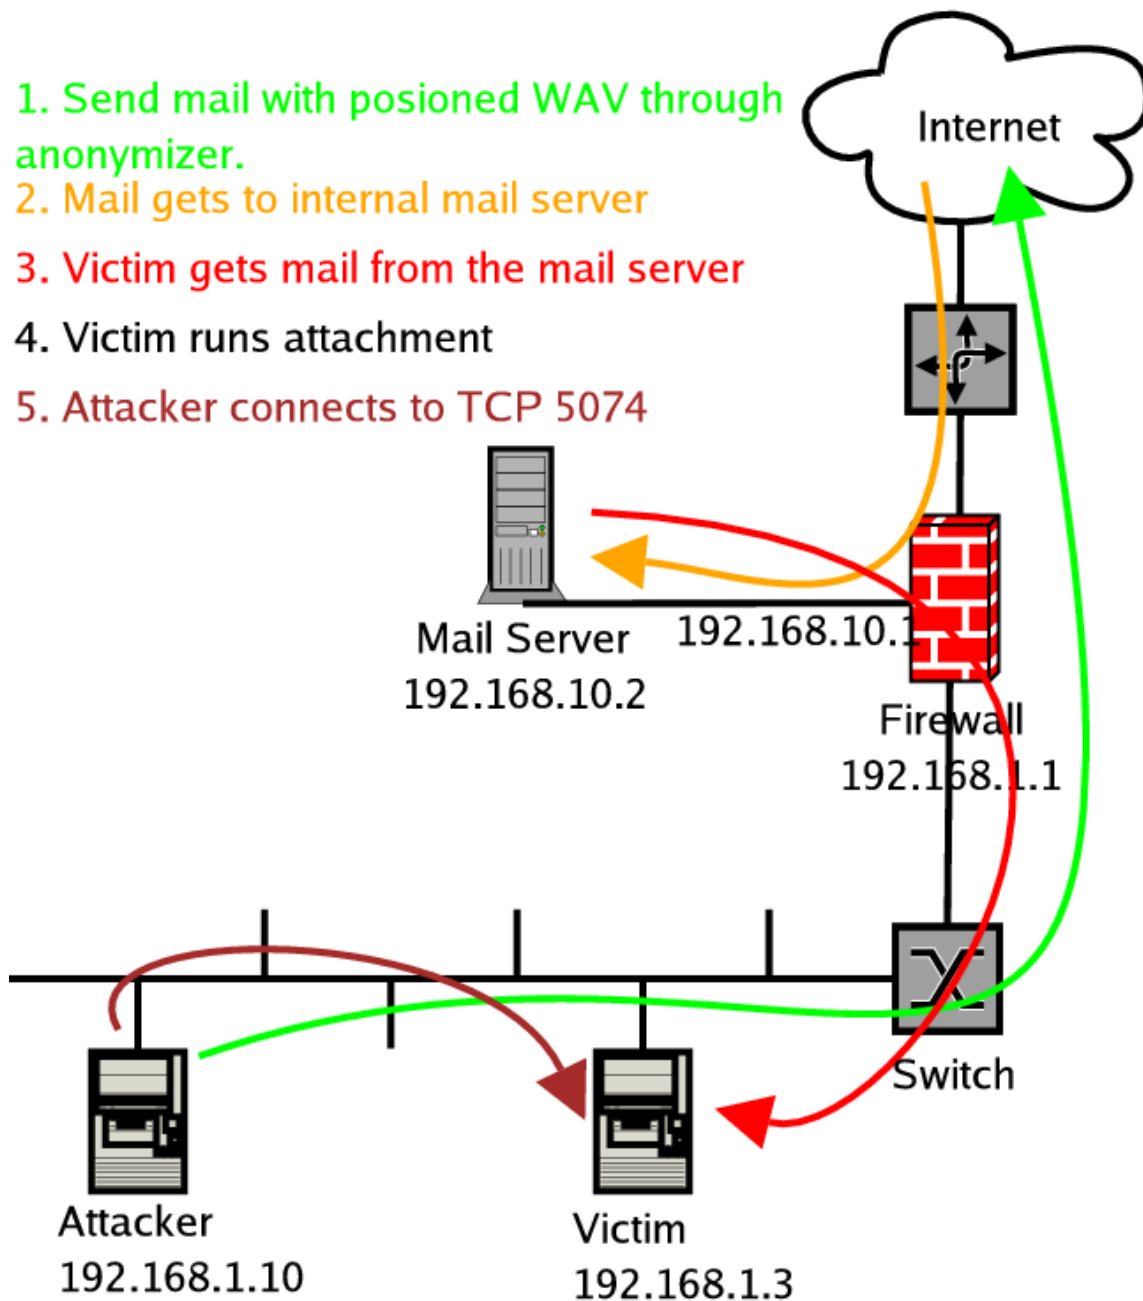 1. Send mail with posioned WAV through
anonymizer.
2. Mail gets to internal mail server
3. Victim gets mail from the mail server
4. Victim runs attachment
5. Attacker connects to TCP 5074
Internet
Mail Server
192.168.10.2
192.168.10.1
Firewall
192.168.1.1
Switch
Attacker
192.168.1.10
Victim
192.168.1.3